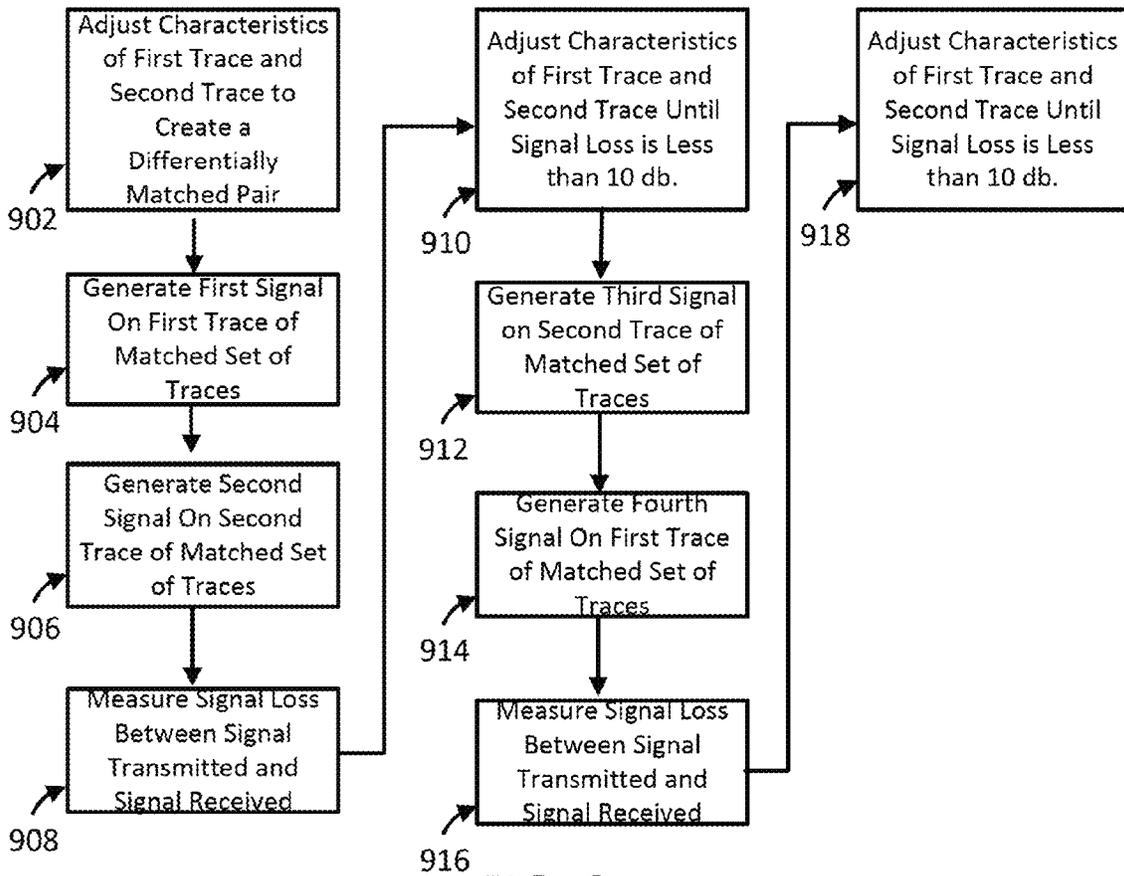 Adjust Characteristics
of First Trace and
Second Trace to
Create a
Differentially
Matched Pair
902
Generate First Signal
On First Trace of
Matched Set of
Traces
904
Generate Second
Signal On Second
Trace of Matched Set
of Traces
906
Measure Signal Loss
Between Signal
Transmitted and
Signal Received
908
Adjust Characteristics
of First Trace and
Second Trace Until
Signal Loss is Less
than 10 db.
910
Generate Third Signal
on Second Trace of
Matched Set of
Traces
912
Generate Fourth
Signal On First Trace
of Matched Set of
Traces
914
Measure Signal Loss
Between Signal
Transmitted and
Signal Received
916
Adjust Characteristics
of First Trace and
Second Trace Until
Signal Loss is Less
than 10 db.
918